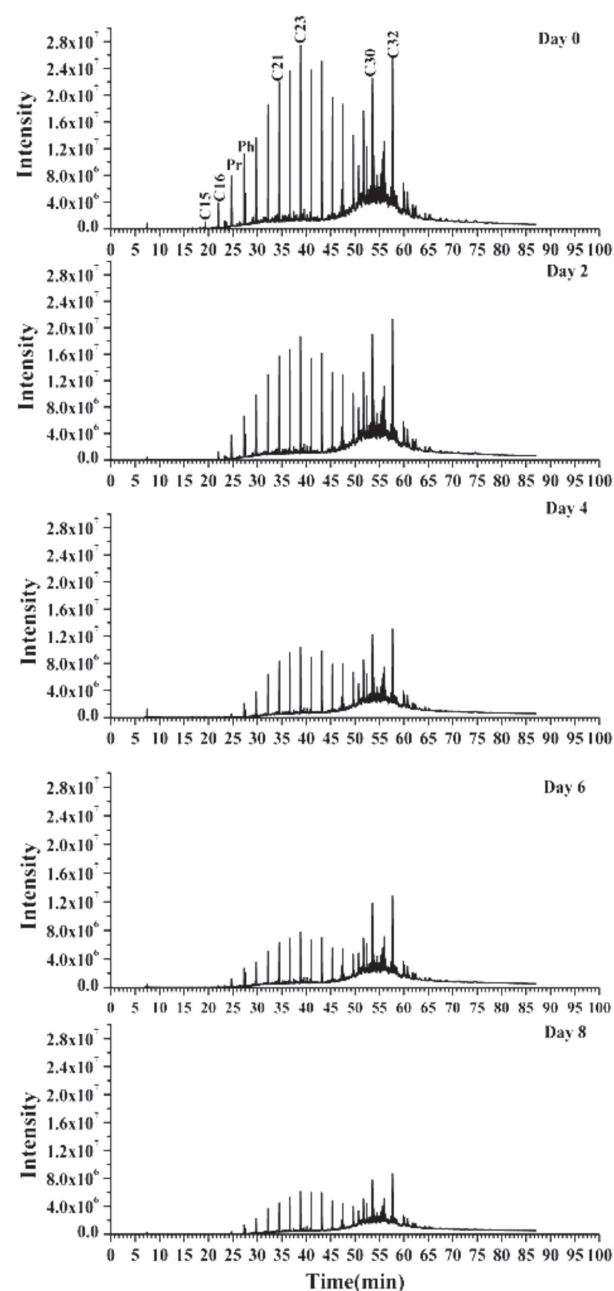 Day 0
C23
C32
C21
C30
Ph
Pr
C16
C15
Intensity
2.8x10⁷
2.4x10⁷
2.0x10⁷
1.6x10⁷
1.2x10⁷
8.0x10⁶
4.0x10⁶
0.0
0 5 10 15 20 25 30 35 40 45 50 55 60 65 70 75 80 85 90 95 100
Day 2
Intensity
2.8x10⁷
2.4x10⁷
2.0x10⁷
1.6x10⁷
1.2x10⁷
8.0x10⁶
4.0x10⁶
0.0
0 5 10 15 20 25 30 35 40 45 50 55 60 65 70 75 80 85 90 95 100
Day 4
Intensity
2.8x10⁷
2.4x10⁷
2.0x10⁷
1.6x10⁷
1.2x10⁷
8.0x10⁶
4.0x10⁶
0.0
0 5 10 15 20 25 30 35 40 45 50 55 60 65 70 75 80 85 90 95 100
Day 6
Intensity
2.8x10⁷
2.4x10⁷
2.0x10⁷
1.6x10⁷
1.2x10⁷
8.0x10⁶
4.0x10⁶
0.0
0 5 10 15 20 25 30 35 40 45 50 55 60 65 70 75 80 85 90 95 100
Day 8
Intensity
2.8x10⁷
2.4x10⁷
2.0x10⁷
1.6x10⁷
1.2x10⁷
8.0x10⁶
4.0x10⁶
0.0
0 5 10 15 20 25 30 35 40 45 50 55 60 65 70 75 80 85 90 95 100
Time(min)